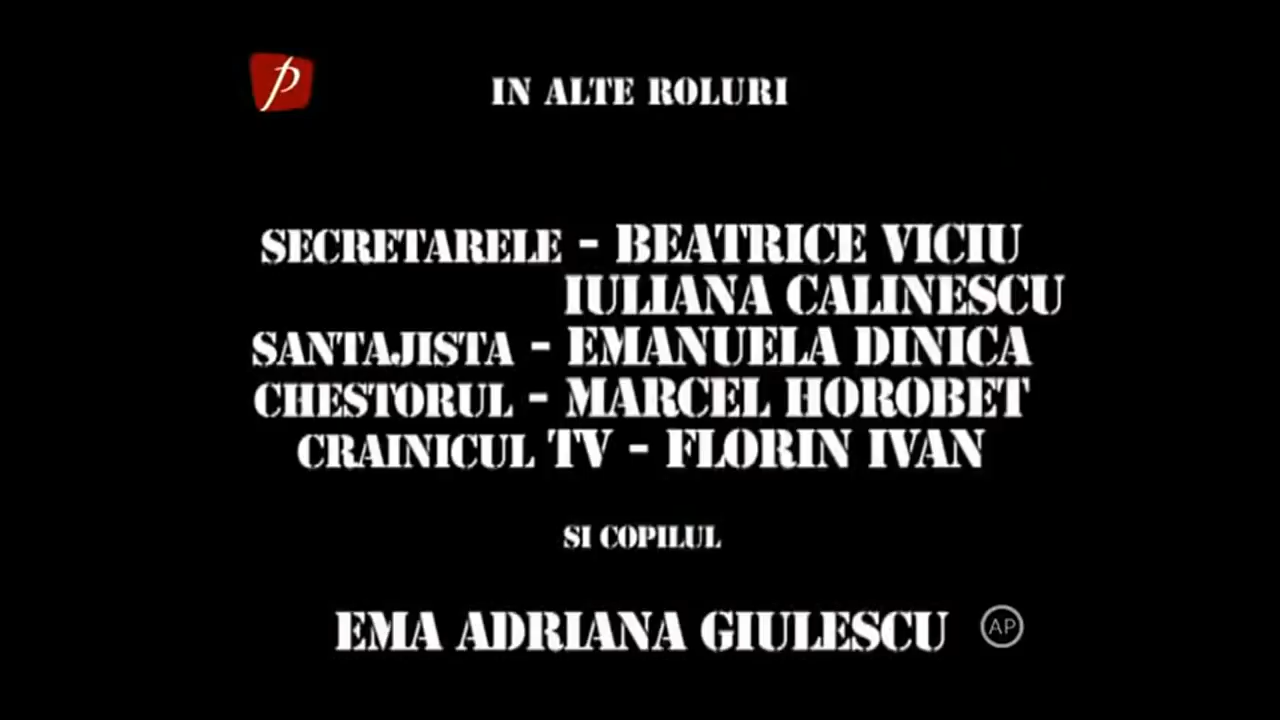 p
IN ALTE ROLURI
SECRETARELE - BEATRICE VICIU
IULIANA CALINESCU
SANTAJISTA - EMANUELA DINICA
CHESTORUL - MARCEL HOROBET
CRAINICUL TV - FLORIN IVAN
SI COPILUL
EMA ADRIANA GIULESCU
AP